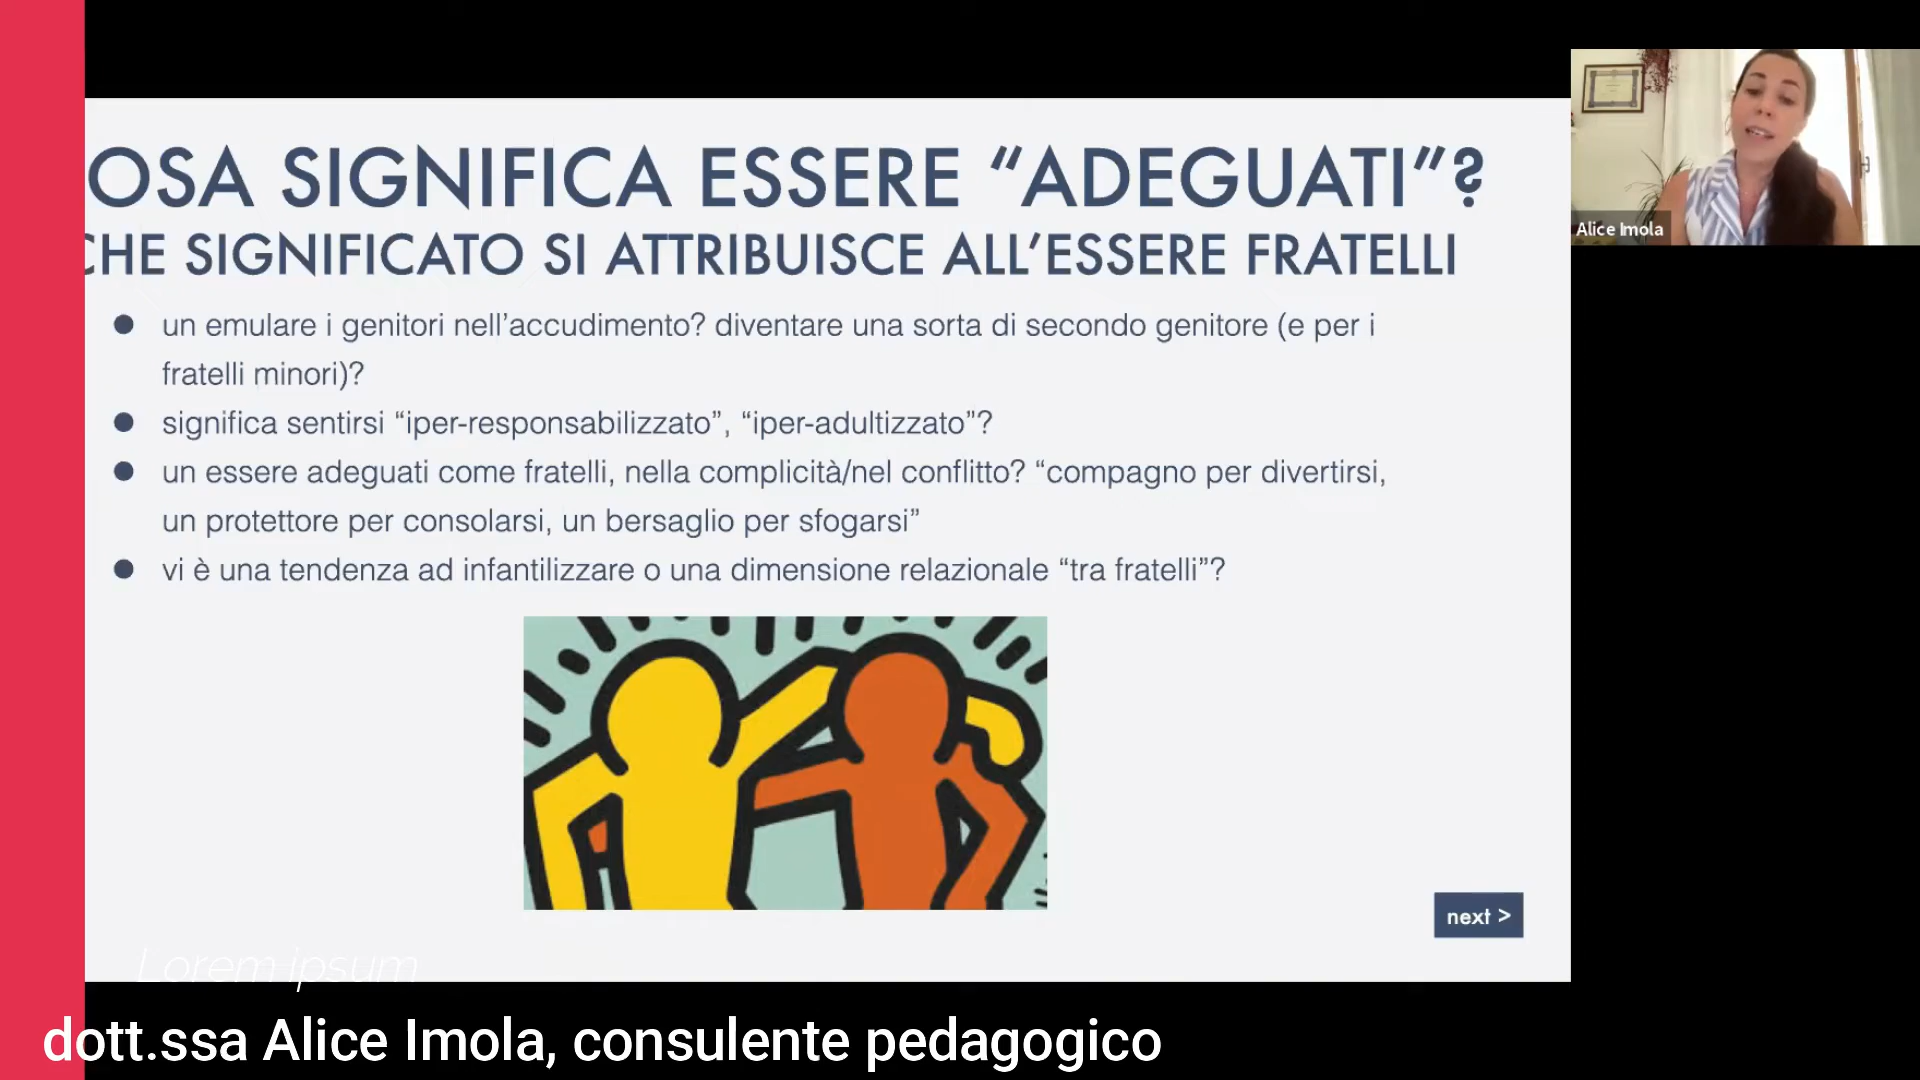 OSA SIGNIFICA ESSERE “ADEGUATI”?
CHE SIGNIFICATO SI ATTRIBUISCE ALL’ESSERE FRATELLI
● un emulare i genitori nell’accudimento? diventare una sorta di secondo genitore (e per i
fratelli minori)?
● significa sentirsi “iper-responsabilizzato”, “iper-adultizzato”?
● un essere adeguati come fratelli, nella complicità/nel conflitto? “compagno per divertirsi,
un protettore per consolarsi, un bersaglio per sfogarsi”
● vi è una tendenza ad infantilizzare o una dimensione relazionale “tra fratelli”?
next >
Lorem ipsum
dott.ssa Alice Imola, consulente pedagogico
Alice Imola